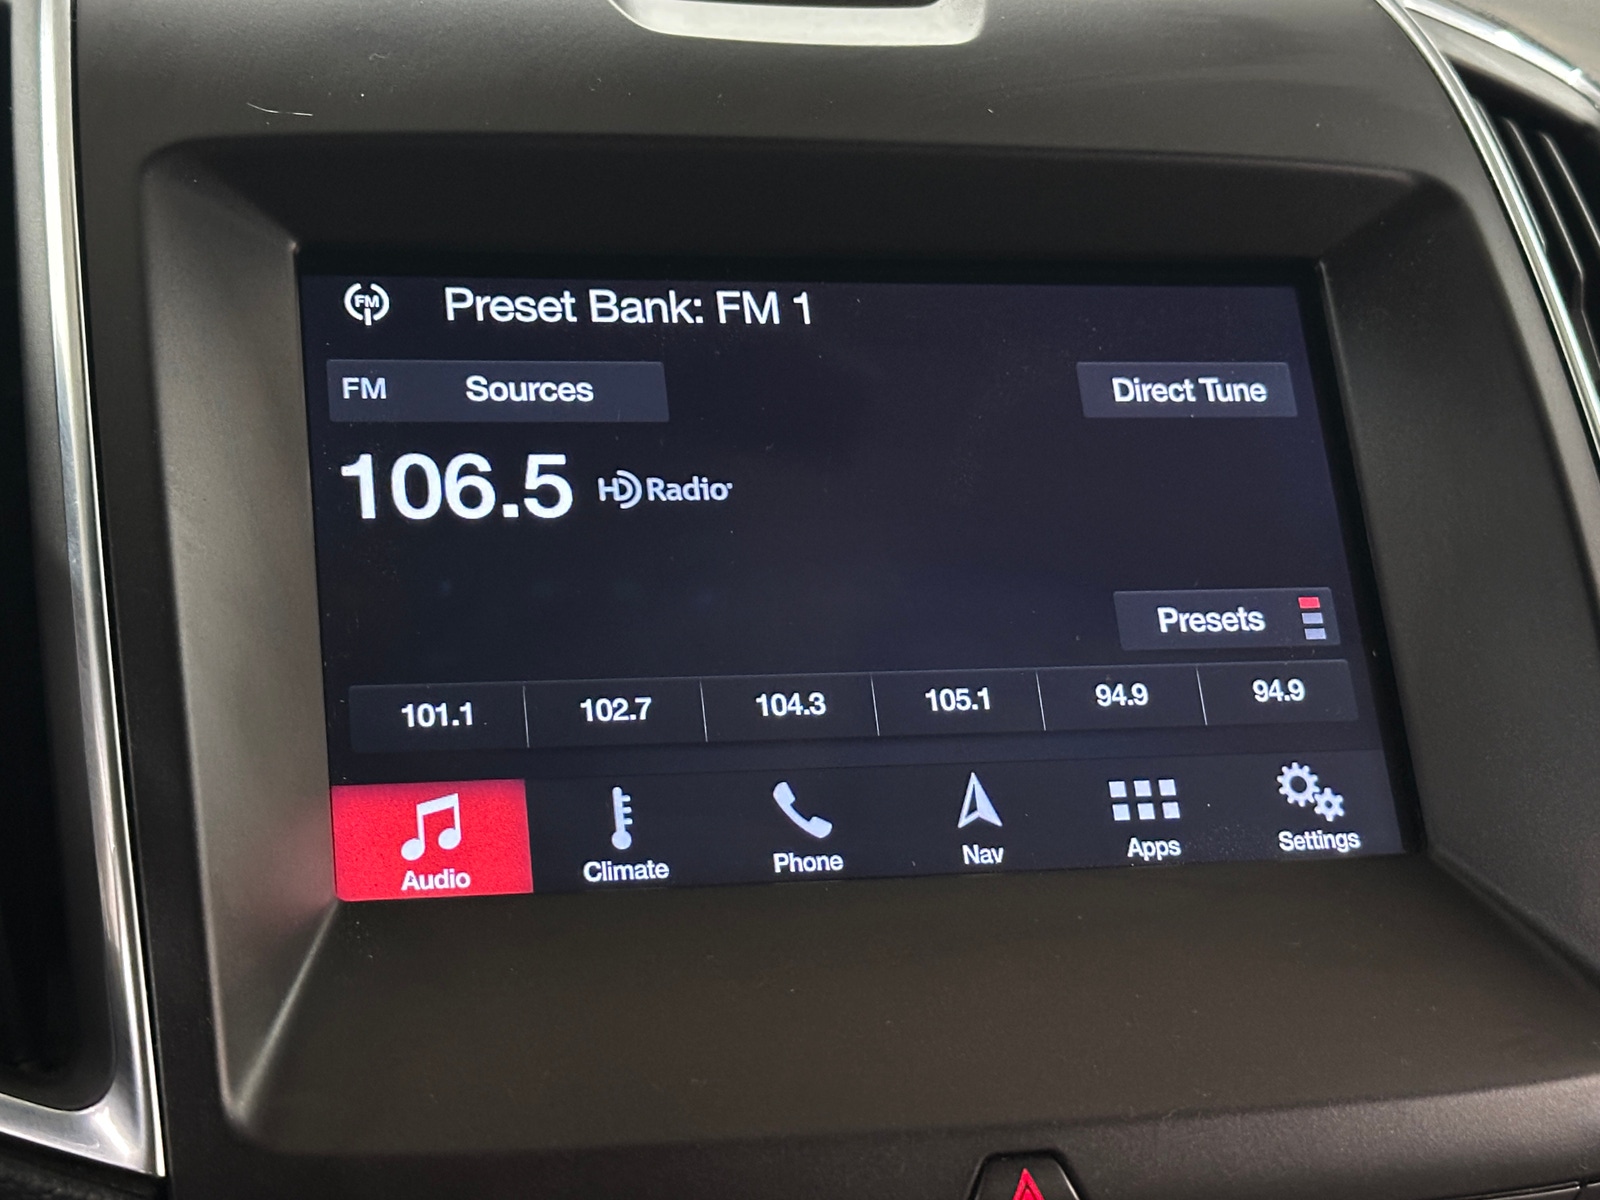 FM Preset Bank: FM 1
FM Sources Direct Tune
106.5 HD Radio
Presets
101.1 102.7 104.3 105.1 94.9 94.9
Audio Climate Phone Nav Apps Settings